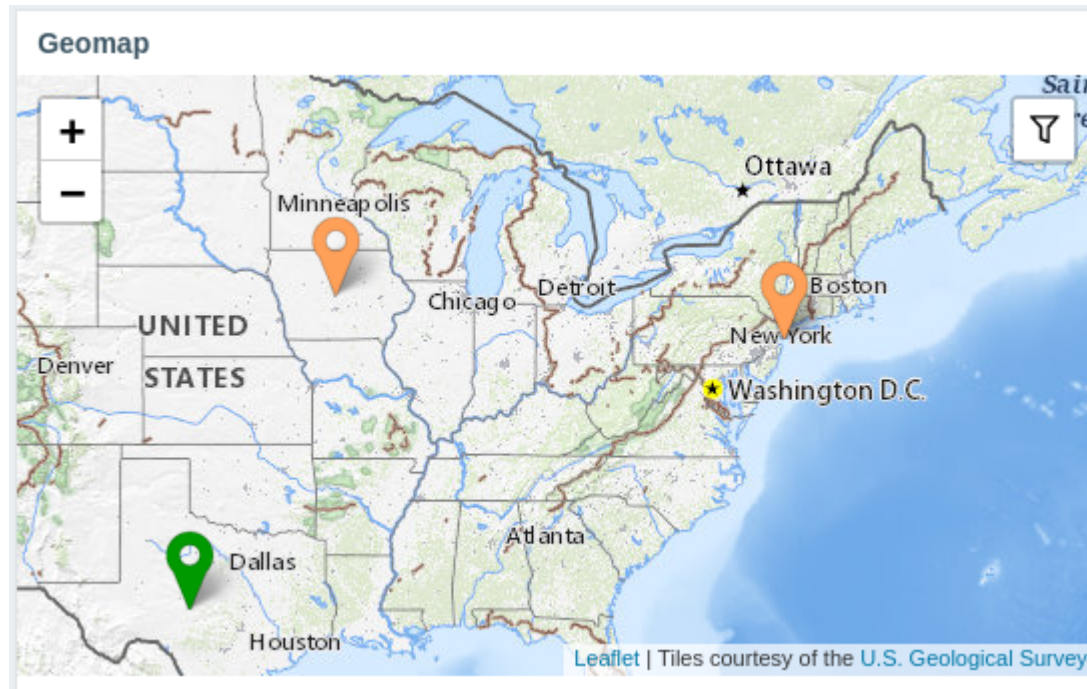 Geomap
Sai
re
+
−
Ottawa
Minneapolis
Boston
Detroit
Chicago
UNITED
New York
Denver
STATES
Washington D.C.
Atlanta
Dallas
Houston
Leaflet | Tiles courtesy of the U.S. Geological Survey